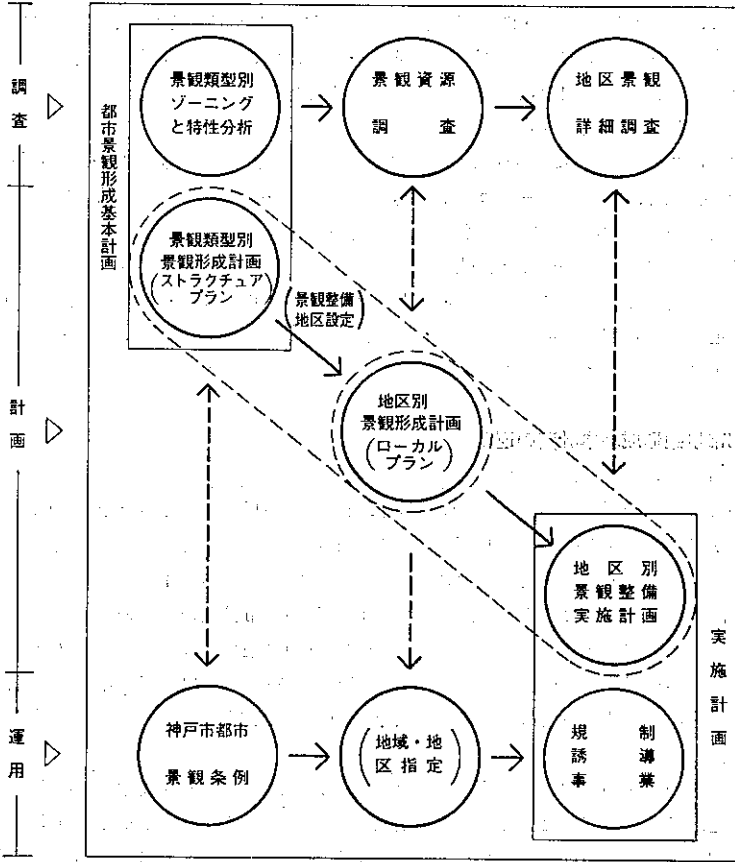 調査
計画
運用
都市景観形成基本計画
景観類型別
ゾーニング
と特性分析
景観資源
調査
地区景観
詳細調査
景観類型別
景観形成計画
(ストラクチュア)
プラン
(景観整備
地区設定)
地区別
景観形成計画
(ローカル
プラン)
地区別
景観整備
実施計画
実施計画
神戸市都市
景観条例
(地域・地
区指定)
規制
誘導
事業